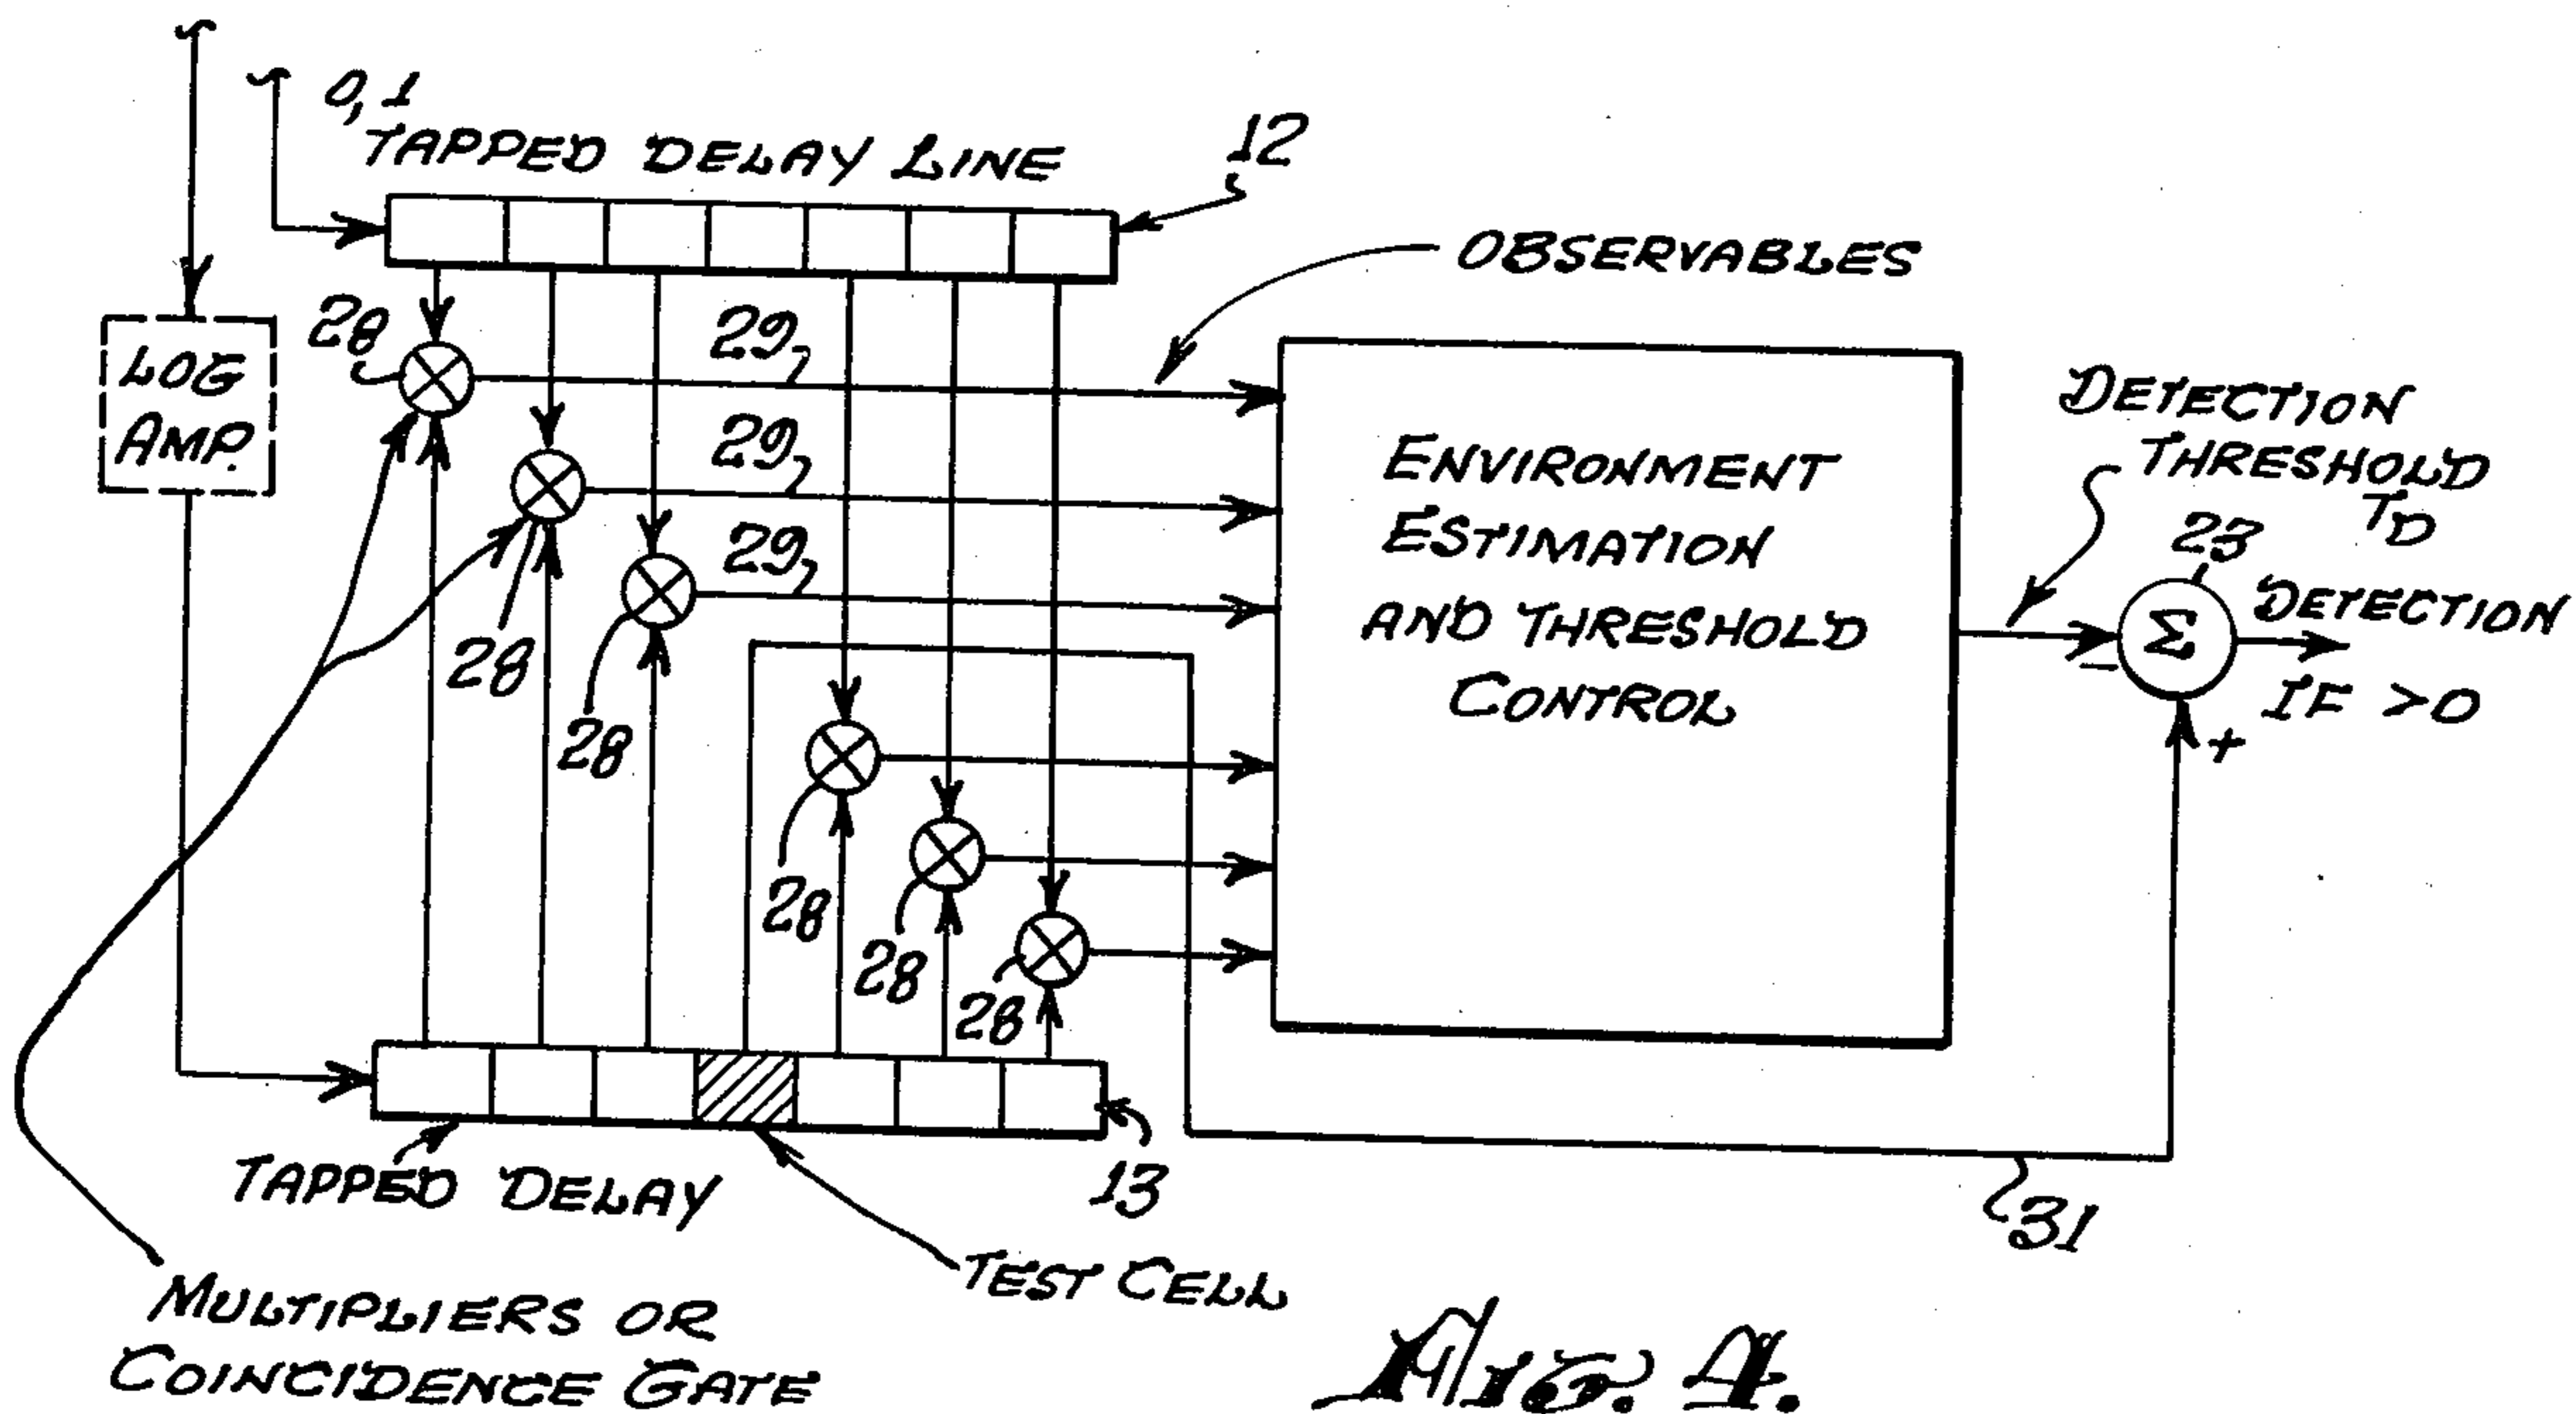 0, 1
TAPPED DELAY LINE
12
OBSERVABLES
LOG
AMP.
28
29
29
29
28
28
28
28
28
ENVIRONMENT
ESTIMATION
AND THRESHOLD
CONTROL
DETECTION
THRESHOLD
TD
23
Σ
DETECTION
IF >0
−
+
TAPPED DELAY
13
TEST CELL
31
MULTIPLIERS OR
COINCIDENCE GATE
FIG. 4.